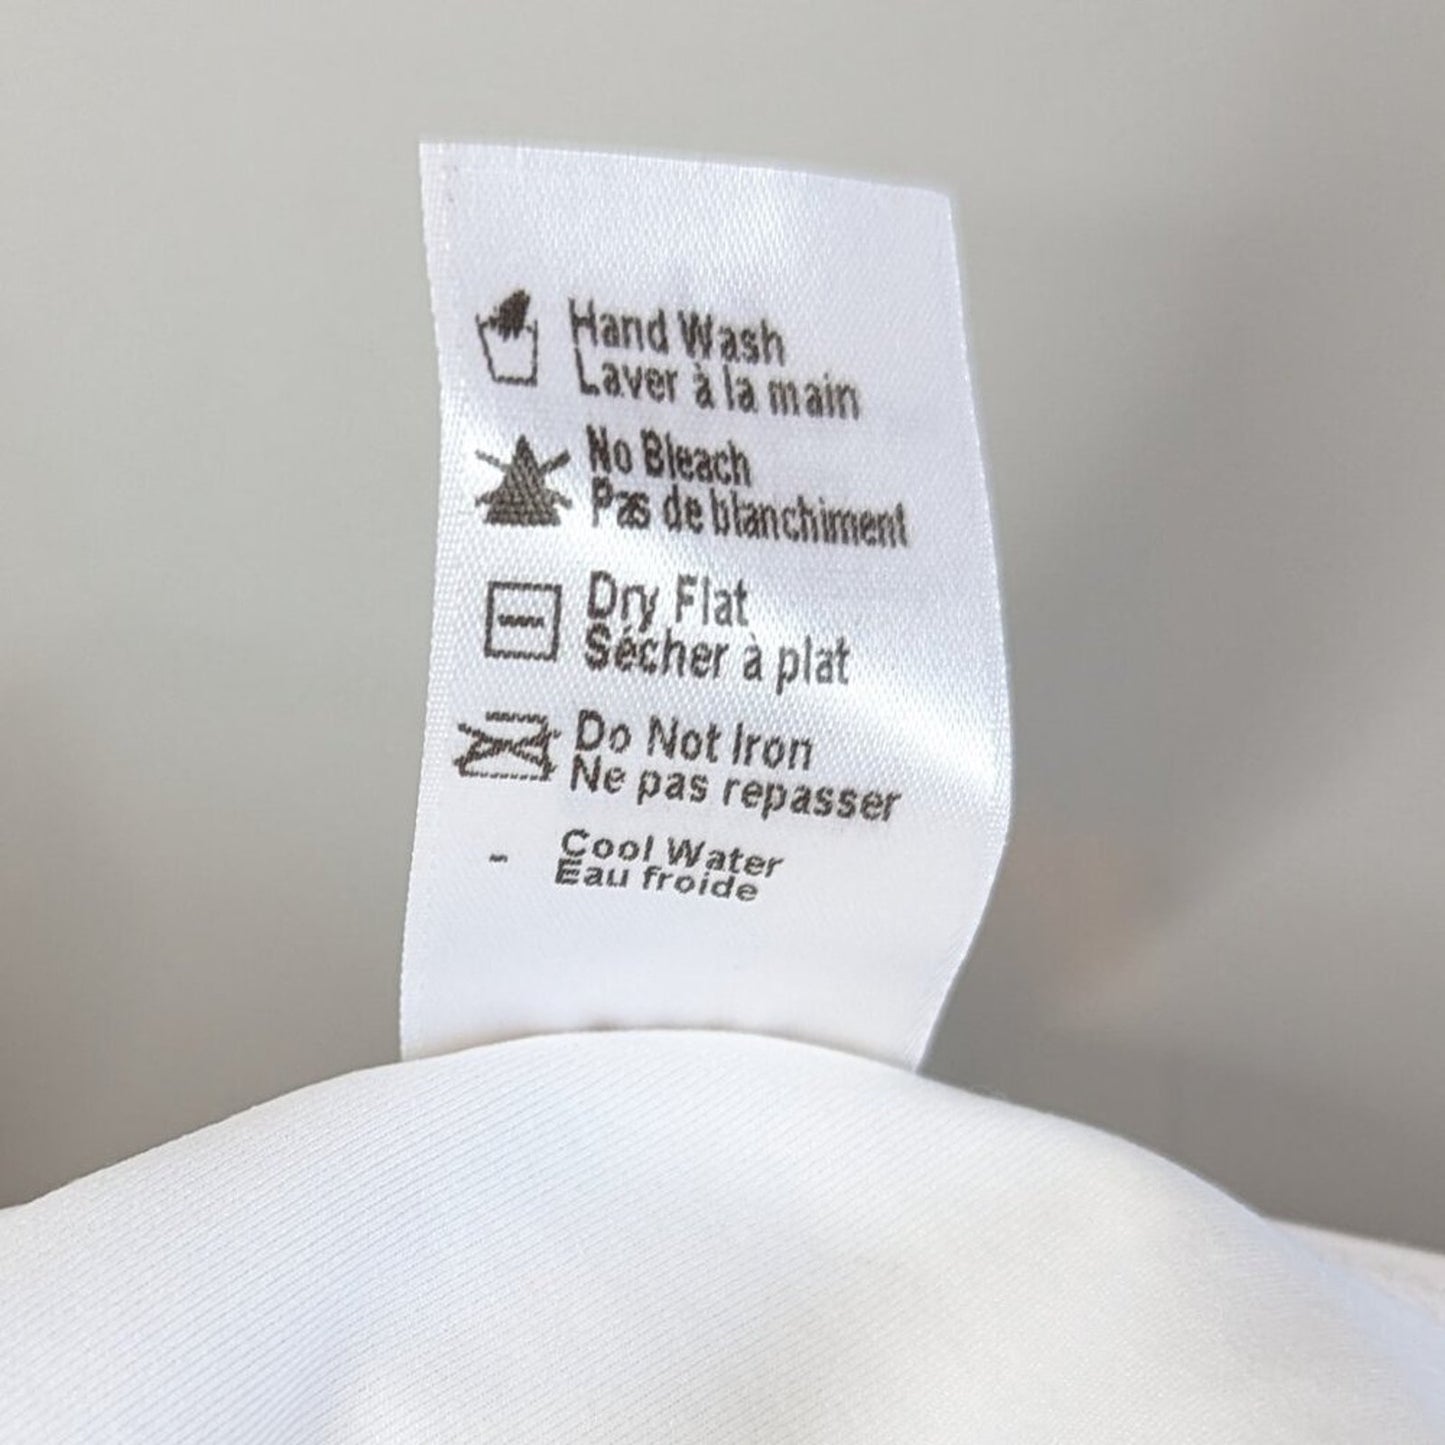 Hand Wash
Laver à la main
No Bleach
Pas de blanchiment
Dry Flat
Sécher à plat
Do Not Iron
Ne pas repasser
- Cool Water
Eau froide